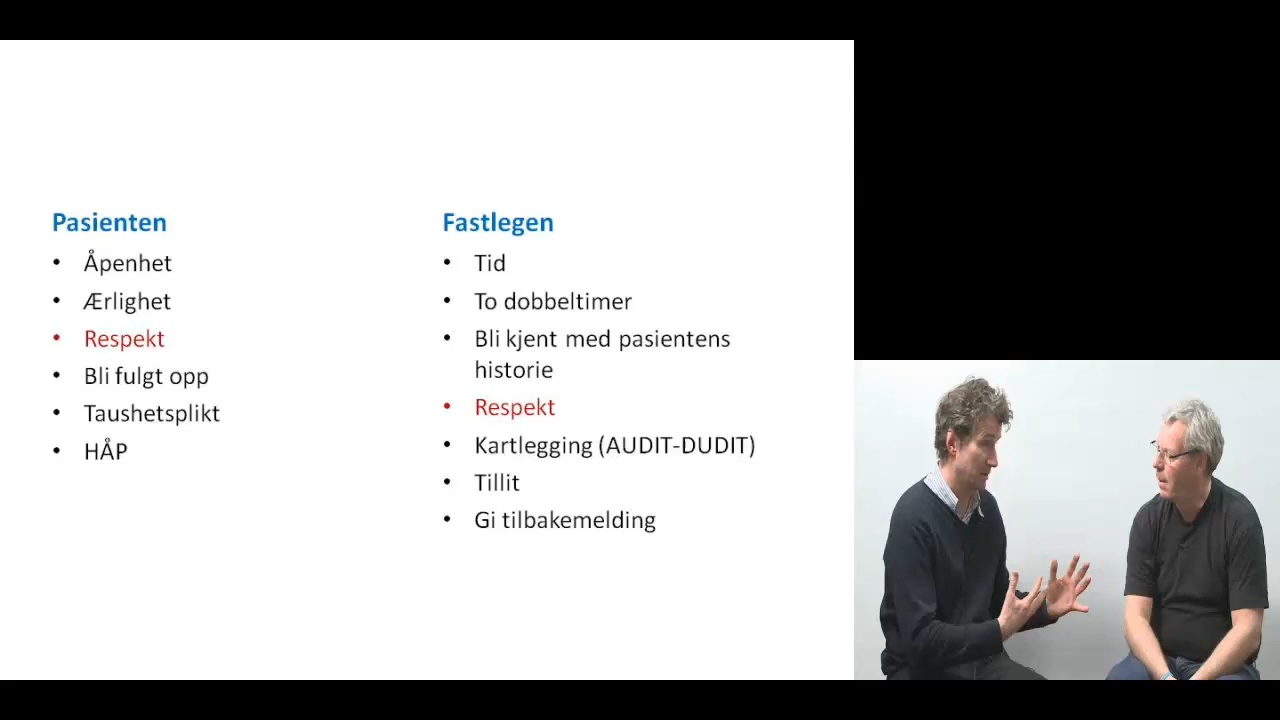 Pasienten
• Åpenhet
• Ærlighet
• Respekt
• Bli fulgt opp
• Taushetsplikt
• HÅP
Fastlegen
• Tid
• To dobbeltimer
• Bli kjent med pasientens
historie
• Respekt
• Kartlegging (AUDIT-DUDIT)
• Tillit
• Gi tilbakemelding